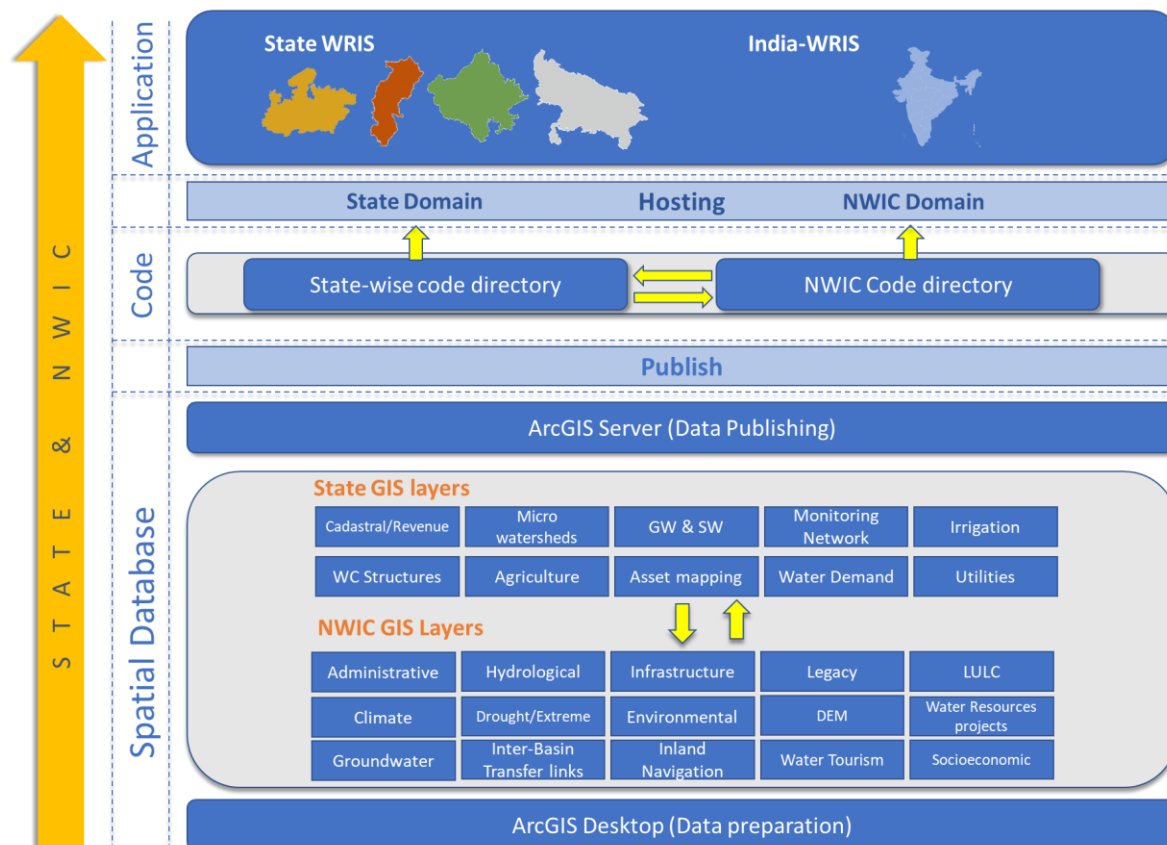 STATE & NWIC
Application
State WRIS
India-WRIS
State Domain
Hosting
NWIC Domain
Code
State-wise code directory
NWIC Code directory
Publish
Spatial Database
ArcGIS Server (Data Publishing)
State GIS layers
Cadastral/Revenue
Micro
watersheds
GW & SW
Monitoring
Network
Irrigation
WC Structures
Agriculture
Asset mapping
Water Demand
Utilities
NWIC GIS Layers
Administrative
Hydrological
Infrastructure
Legacy
LULC
Climate
Drought/Extreme
Environmental
DEM
Water Resources
projects
Groundwater
Inter-Basin
Transfer links
Inland
Navigation
Water Tourism
Socioeconomic
ArcGIS Desktop (Data preparation)